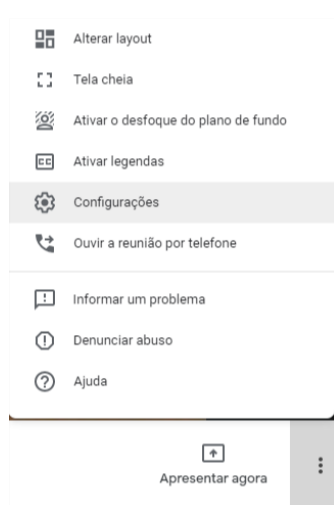 Alterar layout
Tela cheia
Ativar o desfoque do plano de fundo
CC Ativar legendas
Configurações
Ouvir a reunião por telefone
Informar um problema
Denunciar abuso
? Ajuda
Apresentar agora